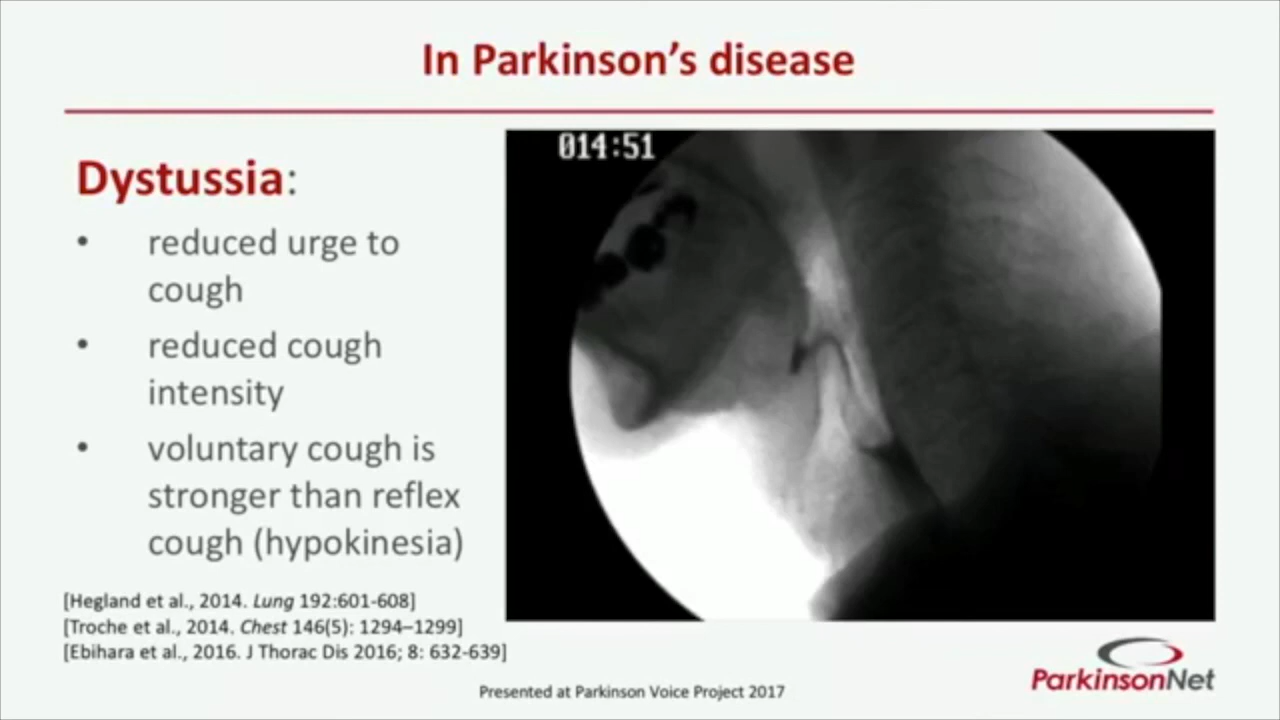 In Parkinson's disease
014:51
Dystussia:
• reduced urge to
cough
• reduced cough
intensity
• voluntary cough is
stronger than reflex
cough (hypokinesia)
[Hegland et al., 2014. Lung 192:601-608]
[Troche et al., 2014. Chest 146(5): 1294–1299]
[Ebihara et al., 2016. J Thorac Dis 2016; 8: 632-639]
ParkinsonNet
Presented at Parkinson Voice Project 2017